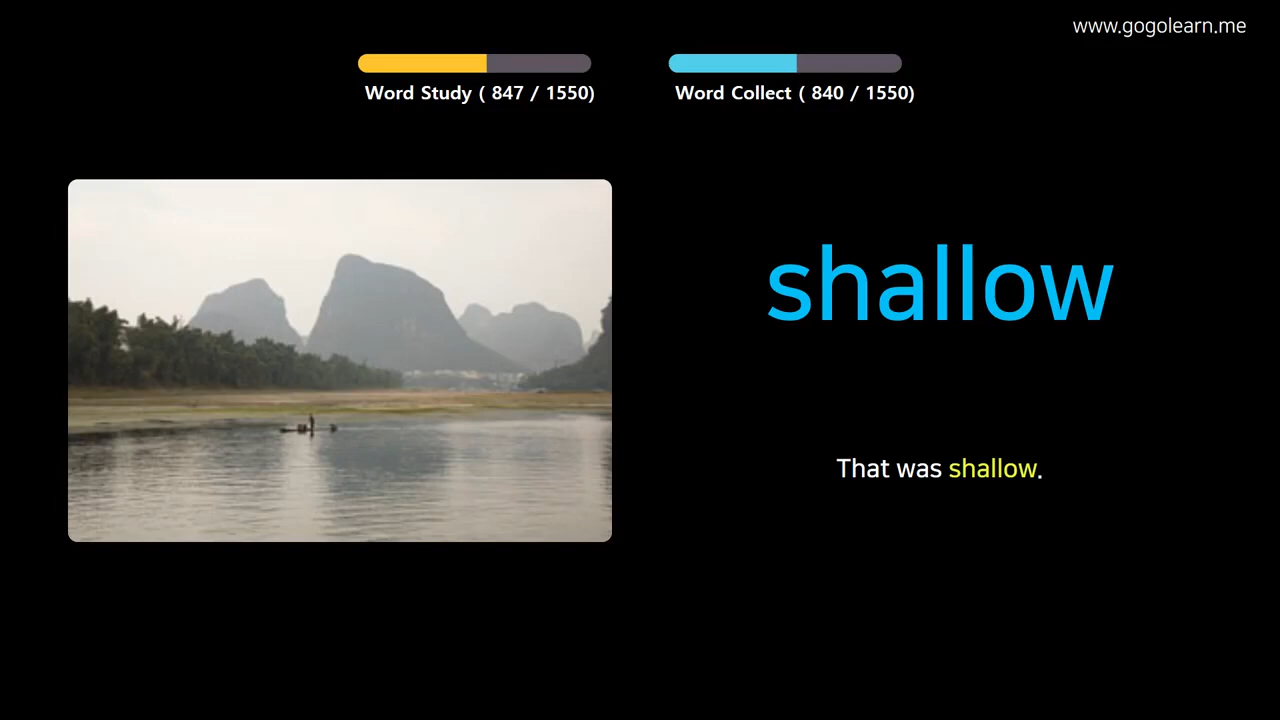 www.gogolearn.me
Word Study ( 847 / 1550)
Word Collect ( 840 / 1550)
shallow
That was shallow.